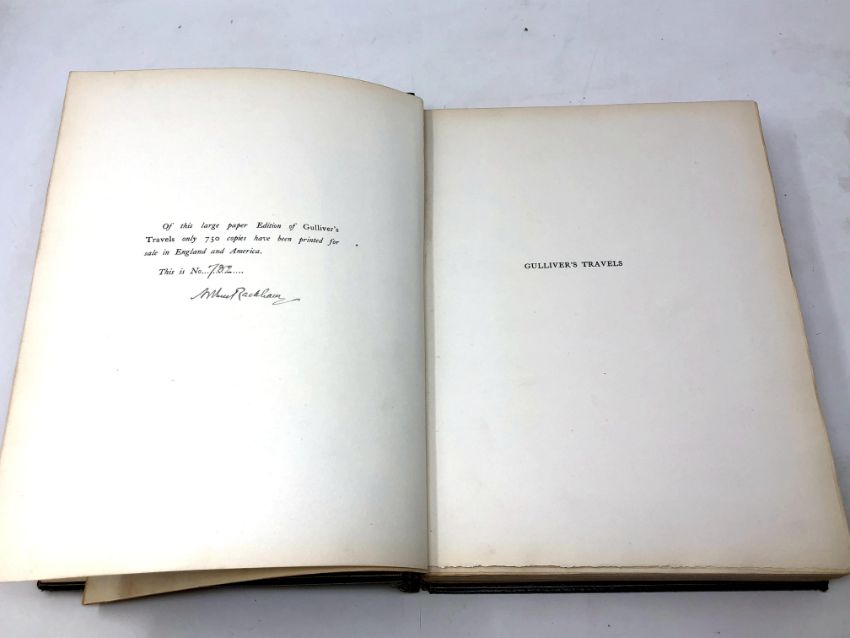 Of this large paper Edition of Gulliver's
Travels only 750 copies have been printed for
sale in England and America.
This is No...782....
Arthur Rackham
GULLIVER'S TRAVELS